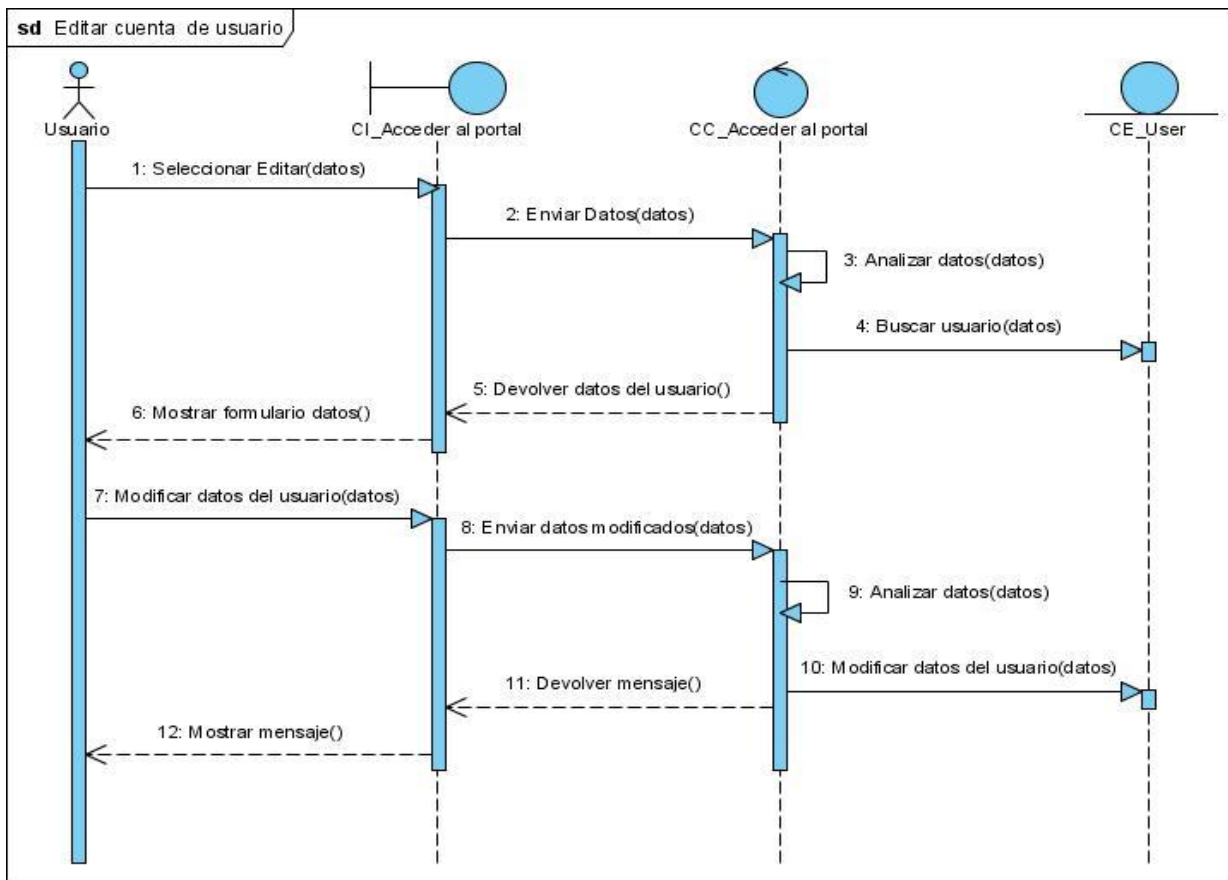 sd Editar cuenta de usuario
Usuario
CI_Acceder al portal
CC_Acceder al portal
CE_User
1: Seleccionar Editar(datos)
2: Enviar Datos(datos)
3: Analizar datos(datos)
4: Buscar usuario(datos)
5: Devolver datos del usuario()
6: Mostrar formulario datos()
7: Modificar datos del usuario(datos)
8: Enviar datos modificados(datos)
9: Analizar datos(datos)
10: Modificar datos del usuario(datos)
11: Devolver mensaje()
12: Mostrar mensaje()